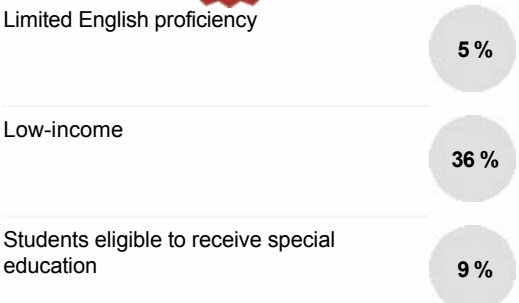 Limited English proficiency
5 %
Low-income
36 %
Students eligible to receive special
education
9 %